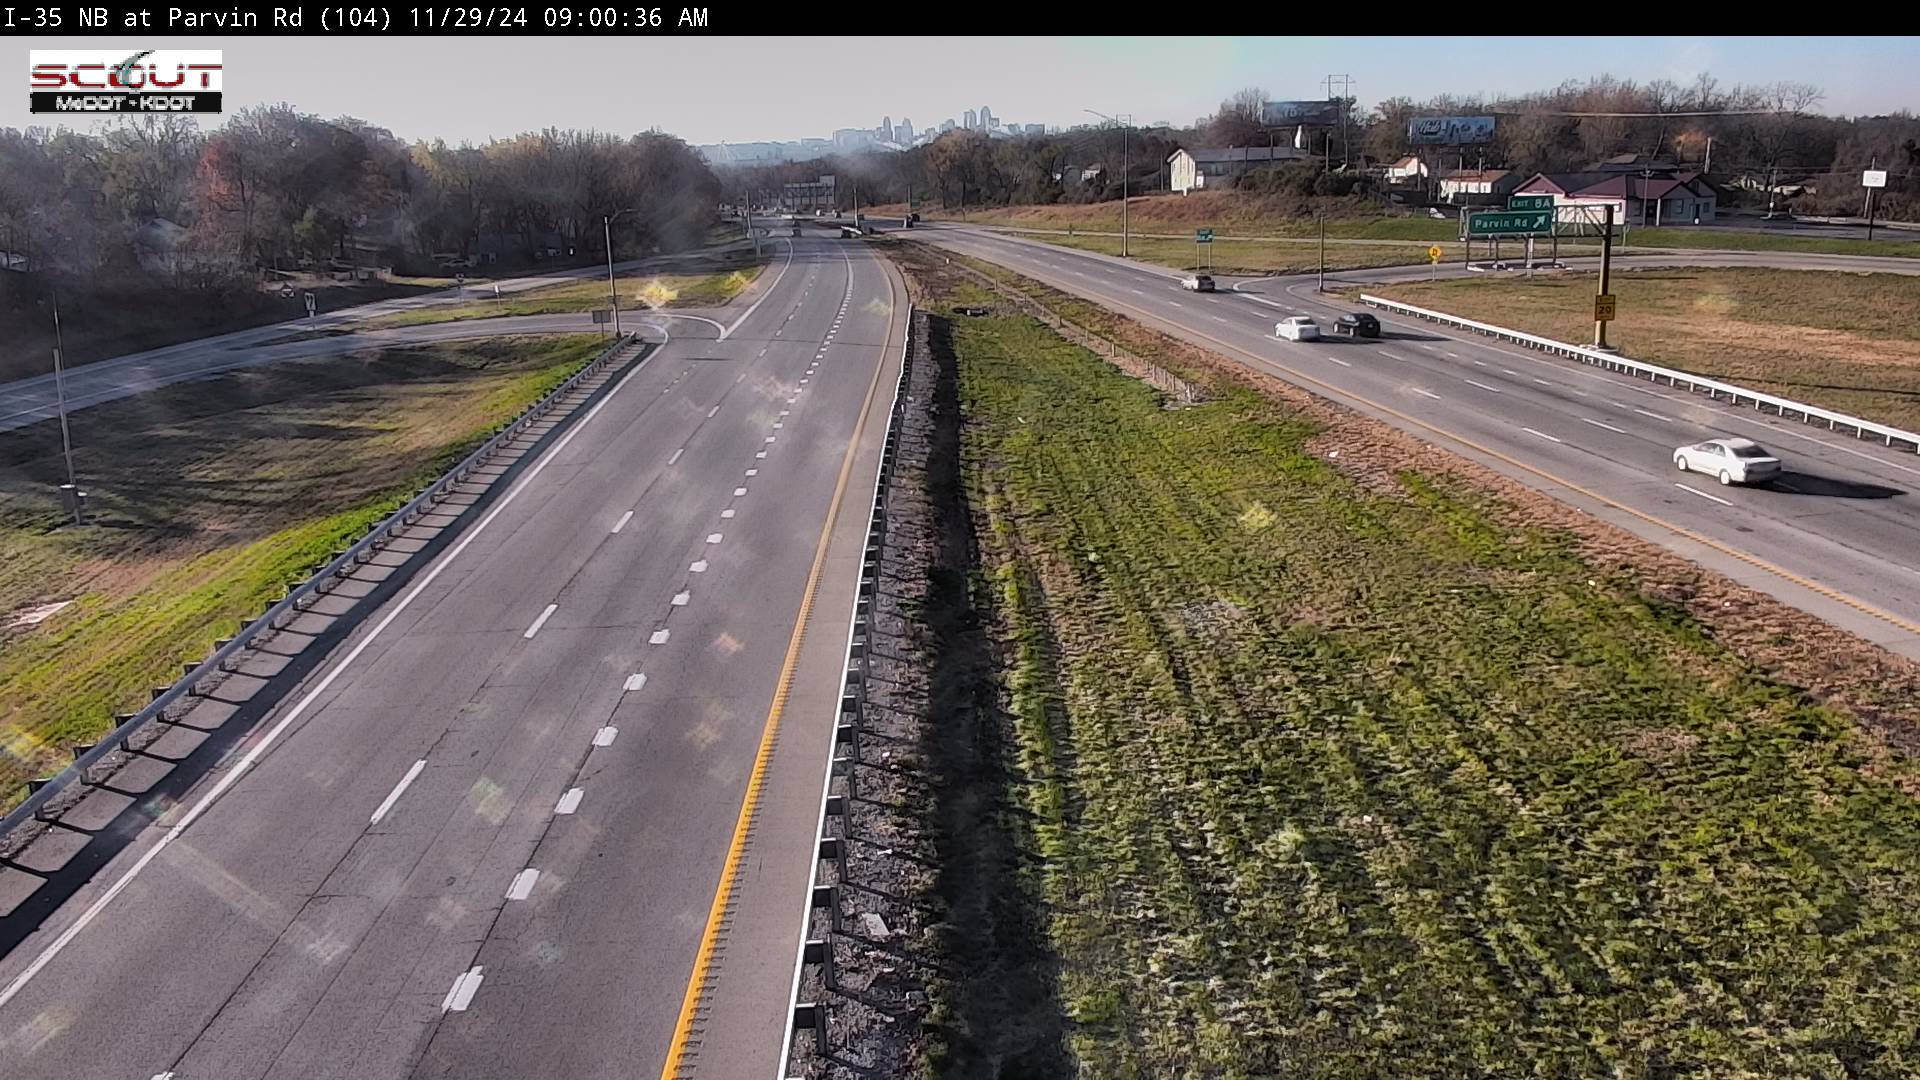 I-35 NB at Parvin Rd (104) 11/29/24 09:00:36 AM
SCOUT
MoDOT - KDOT
EXIT 8A
Parvin Rd
20